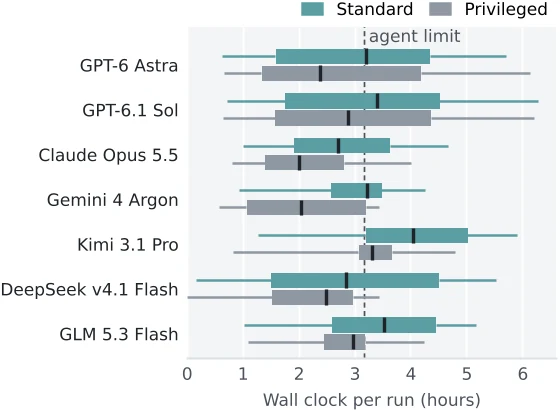 Standard Privileged
agent limit
GPT-6 Astra
GPT-6.1 Sol
Claude Opus 5.5
Gemini 4 Argon
Kimi 3.1 Pro
DeepSeek v4.1 Flash
GLM 5.3 Flash
0 1 2 3 4 5 6
Wall clock per run (hours)